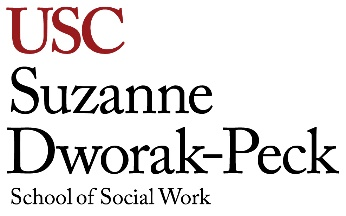 USC
Suzanne
Dworak-Peck
School of Social Work